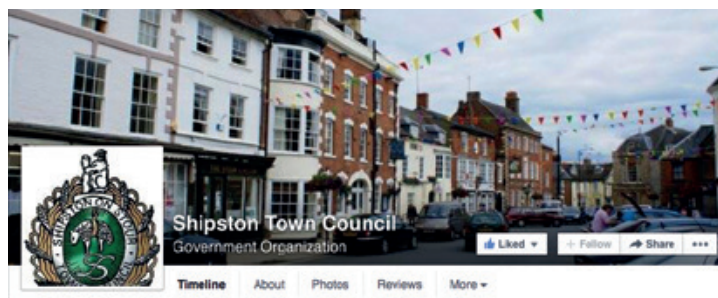 SHIPSTON ON STOUR
Shipston Town Council
Government Organization
Liked
+ Follow
Share
Timeline
About
Photos
Reviews
More